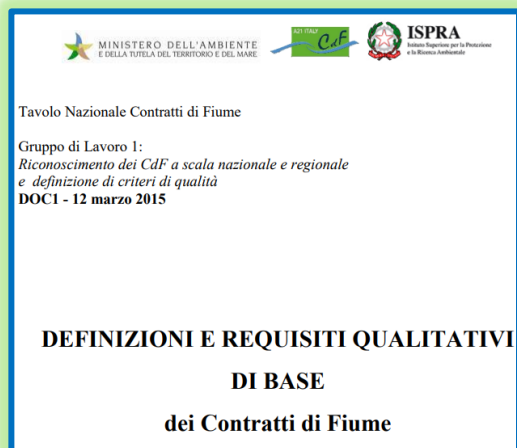 MINISTERO DELL'AMBIENTE
E DELLA TUTELA DEL TERRITORIO E DEL MARE
A21 ITALY
CdF
ISPRA
Istituto Superiore per la Protezione
e la Ricerca Ambientale
Tavolo Nazionale Contratti di Fiume
Gruppo di Lavoro 1:
Riconoscimento dei CdF a scala nazionale e regionale
e definizione di criteri di qualità
DOC1 - 12 marzo 2015
DEFINIZIONI E REQUISITI QUALITATIVI
DI BASE
dei Contratti di Fiume